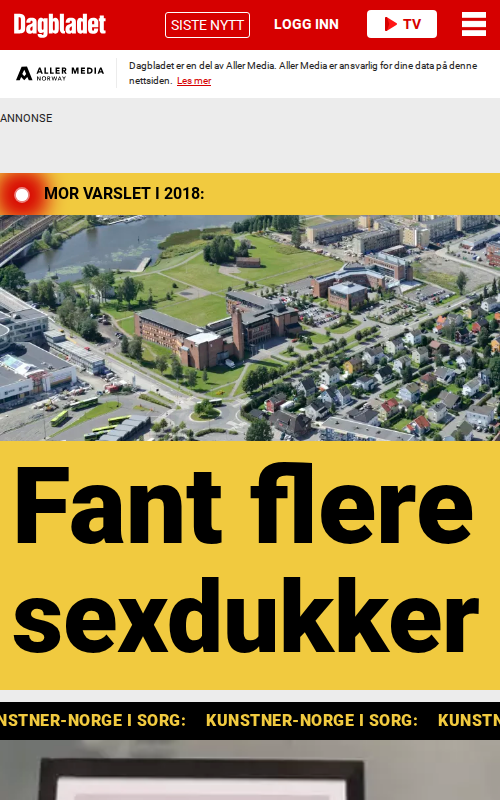 Dagbladet
SISTE NYTT
LOGG INN
TV
ALLER MEDIA
NORWAY
Dagbladet er en del av Aller Media. Aller Media er ansvarlig for dine data på denne
nettsiden. Les mer
ANNONSE
MOR VARSLET I 2018:
Fant flere
sexdukker
NSTNER-NORGE I SORG: KUNSTNER-NORGE I SORG: KUNSTN